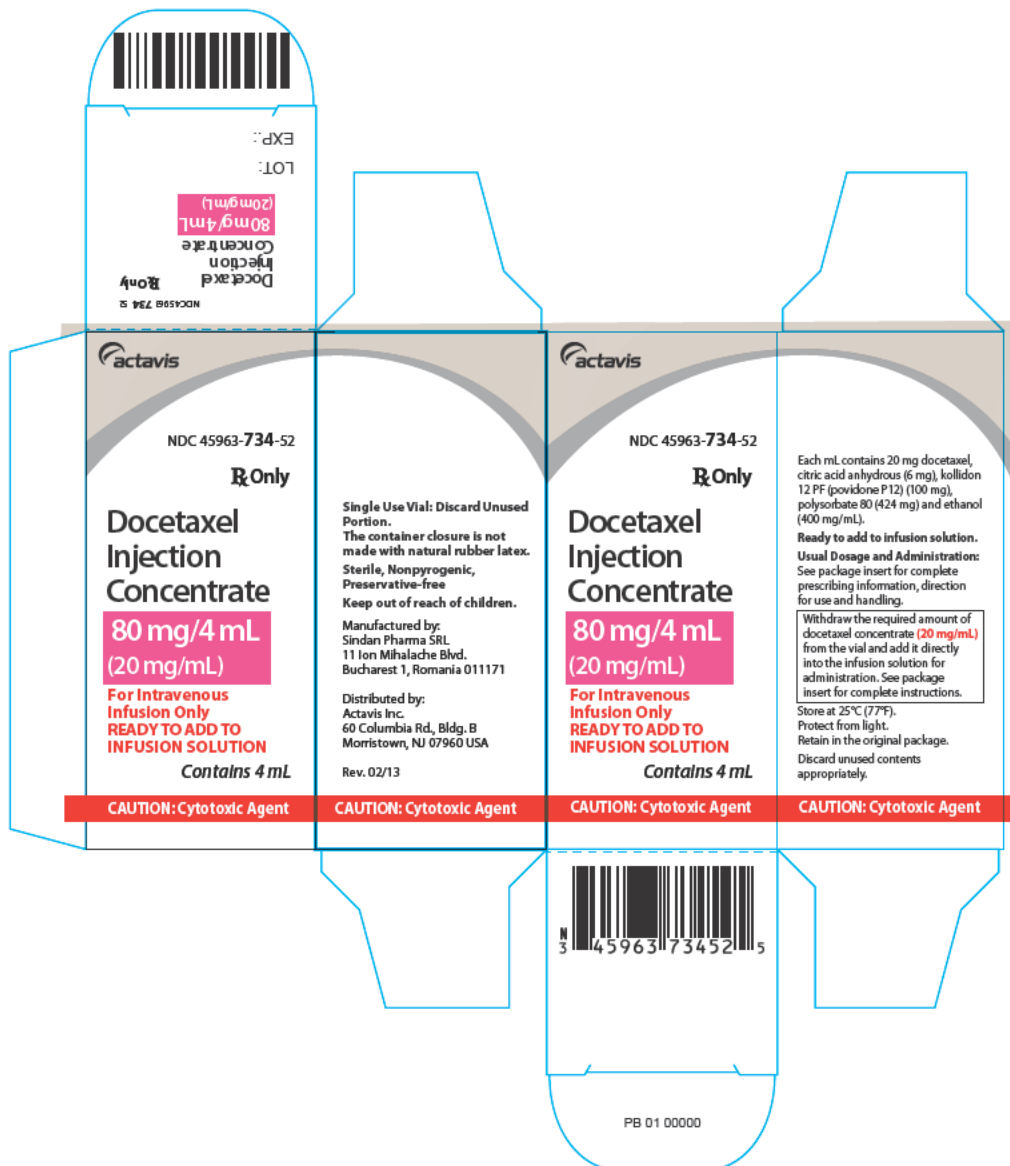 EXP.:
LOT:
80mg/4mL
(20mg/mL)
Docetaxel
Injection
Concentrate
Rx Only
NDC45963 734 52
actavis
NDC 45963-734-52
Rx Only
Docetaxel
Injection
Concentrate
80 mg/4 mL
(20 mg/mL)
For Intravenous
Infusion Only
READY TO ADD TO
INFUSION SOLUTION
Contains 4 mL
CAUTION: Cytotoxic Agent
Single Use Vial: Discard Unused
Portion.
The container closure is not
made with natural rubber latex.
Sterile, Nonpyrogenic,
Preservative-free
Keep out of reach of children.
Manufactured by:
Sindan Pharma SRL
11 Ion Mihalache Blvd.
Bucharest 1, Romania 011171
Distributed by:
Actavis Inc.
60 Columbia Rd., Bldg. B
Morristown, NJ 07960 USA
Rev. 02/13
CAUTION: Cytotoxic Agent
actavis
NDC 45963-734-52
Rx Only
Docetaxel
Injection
Concentrate
80 mg/4 mL
(20 mg/mL)
For Intravenous
Infusion Only
READY TO ADD TO
INFUSION SOLUTION
Contains 4 mL
CAUTION: Cytotoxic Agent
Each mL contains 20 mg docetaxel,
citric acid anhydrous (6 mg), kollidon
12 PF (povidone P12) (100 mg),
polysorbate 80 (424 mg) and ethanol
(400 mg/mL).
Ready to add to infusion solution.
Usual Dosage and Administration:
See package insert for complete
prescribing information, direction
for use and handling.
Withdraw the required amount of
docetaxel concentrate (20 mg/mL)
from the vial and add it directly
into the infusion solution for
administration. See package
insert for complete instructions.
Store at 25°C (77°F).
Protect from light.
Retain in the original package.
Discard unused contents
appropriately.
CAUTION: Cytotoxic Agent
N
3 45963 73452 5
PB 01 00000